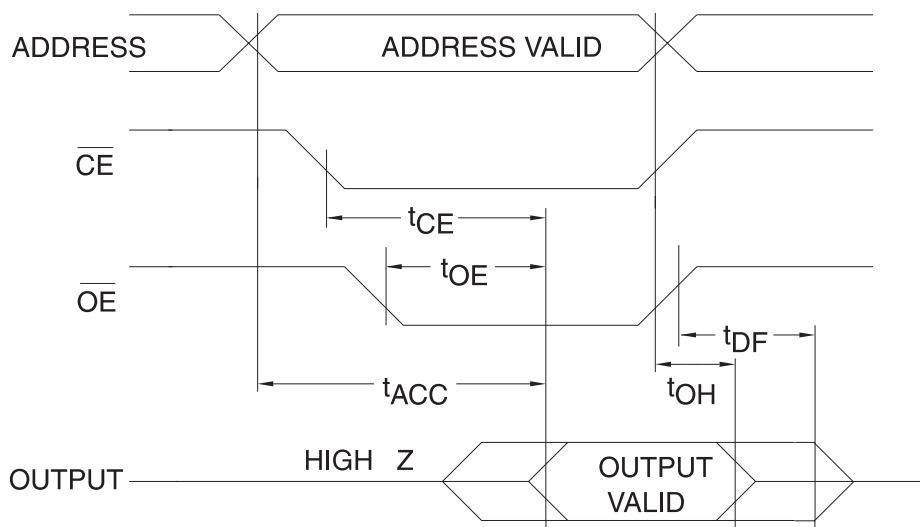 ADDRESS
ADDRESS VALID
CE
tCE
OE
tOE
tDF
tACC
tOH
OUTPUT
HIGH Z
OUTPUT
VALID